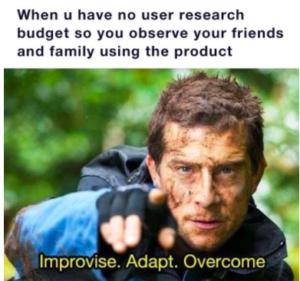 When u have no user research
budget so you observe your friends
and family using the product
Improvise. Adapt. Overcome